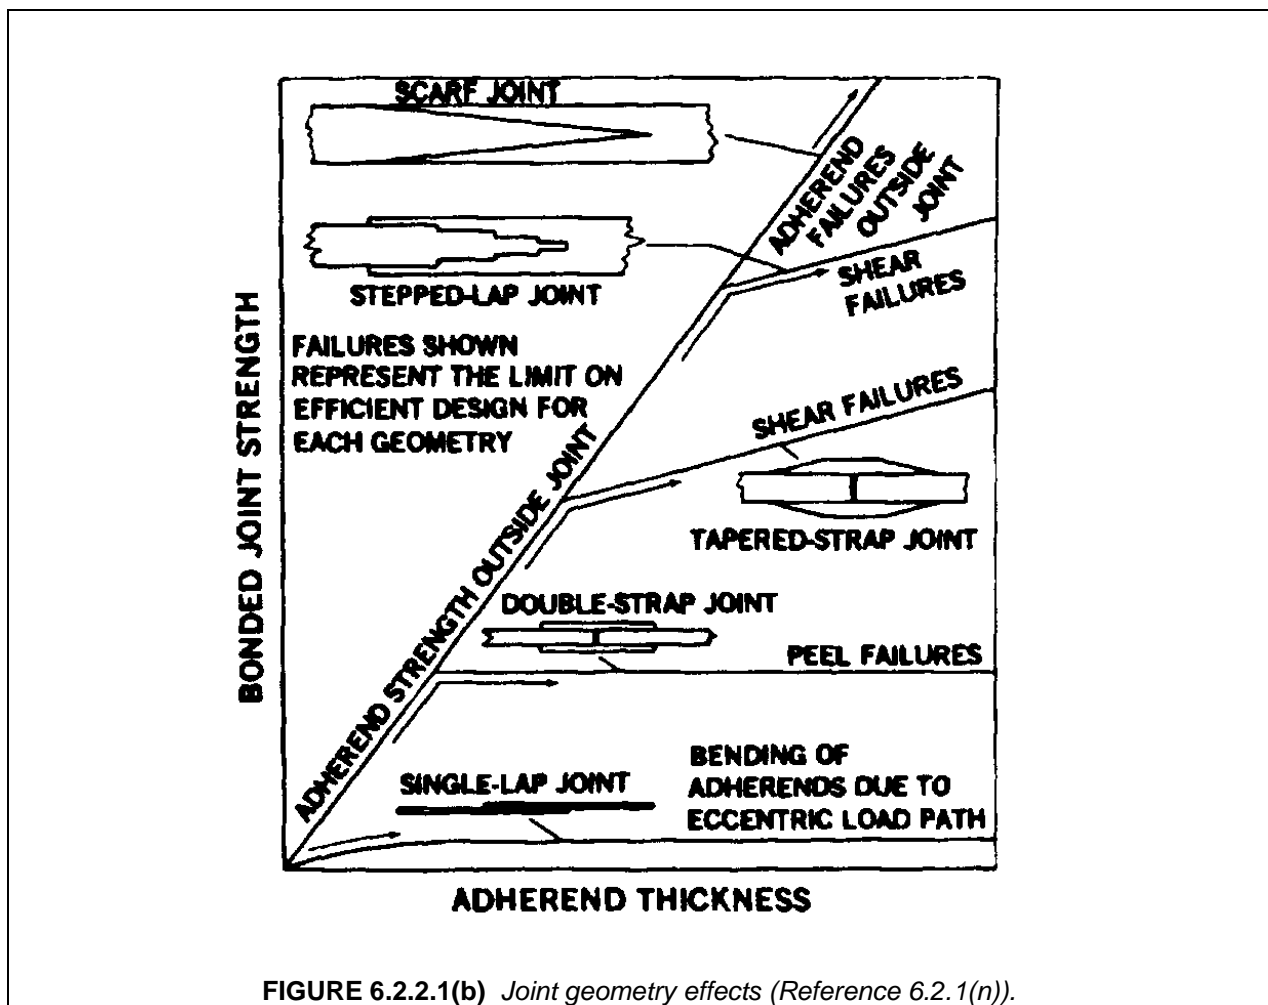 SCARF JOINT
ADHEREND
FAILURES
OUTSIDE
JOINT
STEPPED-LAP JOINT
SHEAR
FAILURES
FAILURES SHOWN
REPRESENT THE LIMIT ON
EFFICIENT DESIGN FOR
EACH GEOMETRY
SHEAR FAILURES
TAPERED-STRAP JOINT
BONDED JOINT STRENGTH
ADHEREND STRENGTH OUTSIDE JOINT
DOUBLE-STRAP JOINT
PEEL FAILURES
SINGLE-LAP JOINT
BENDING OF
ADHERENDS DUE TO
ECCENTRIC LOAD PATH
ADHEREND THICKNESS
FIGURE 6.2.2.1(b) Joint geometry effects (Reference 6.2.1(n)).